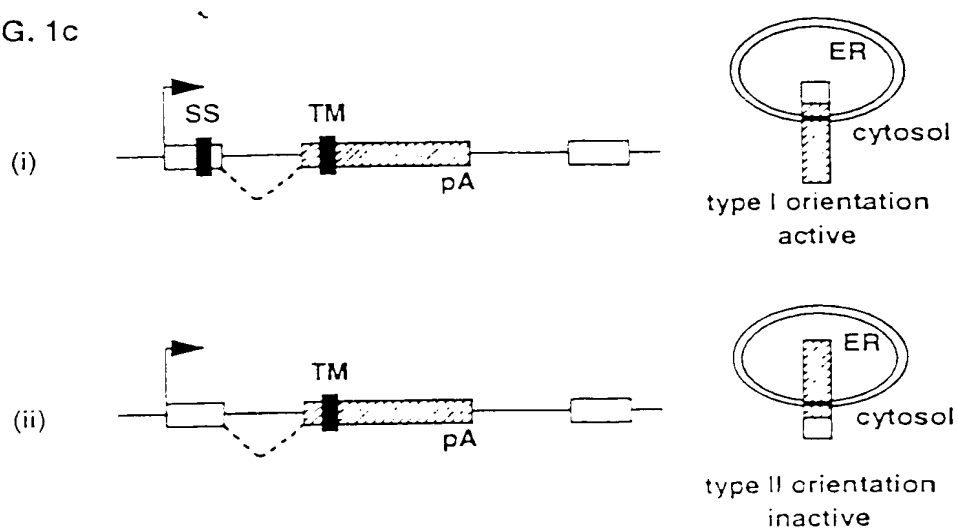 G. 1c
(i)
SS
TM
pA
ER
cytosol
type I orientation
active
(ii)
TM
pA
ER
cytosol
type II orientation
inactive